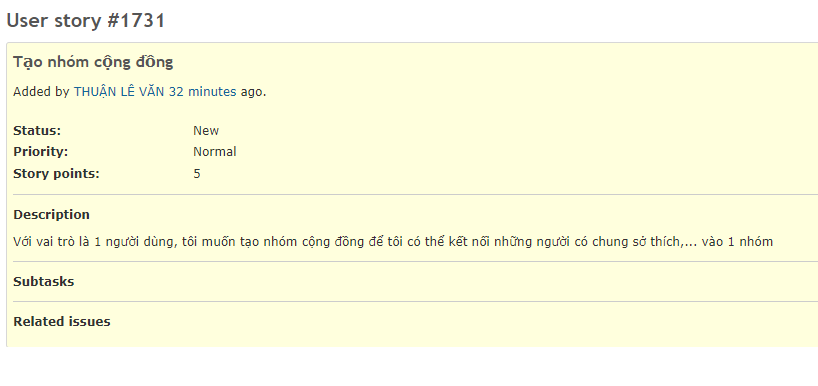 User story #1731
Tạo nhóm cộng đồng
Added by THUẬN LÊ VĂN 32 minutes ago.
Status: New
Priority: Normal
Story points: 5
Description
Với vai trò là 1 người dùng, tôi muốn tạo nhóm cộng đồng để tôi có thể kết nối những người có chung sở thích,... vào 1 nhóm
Subtasks
Related issues